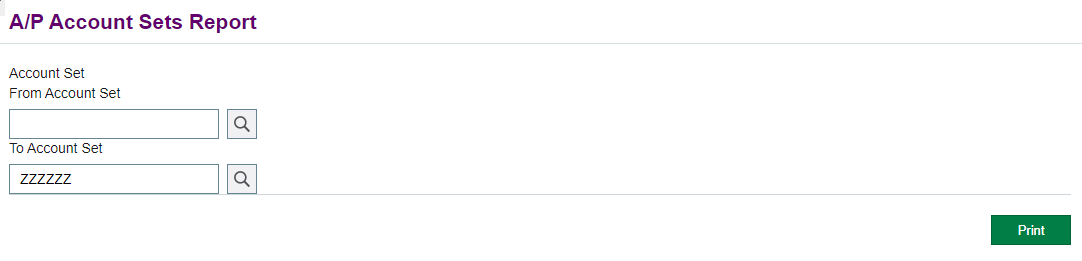 A/P Account Sets Report
Account Set
From Account Set
To Account Set
ZZZZZZ
Print